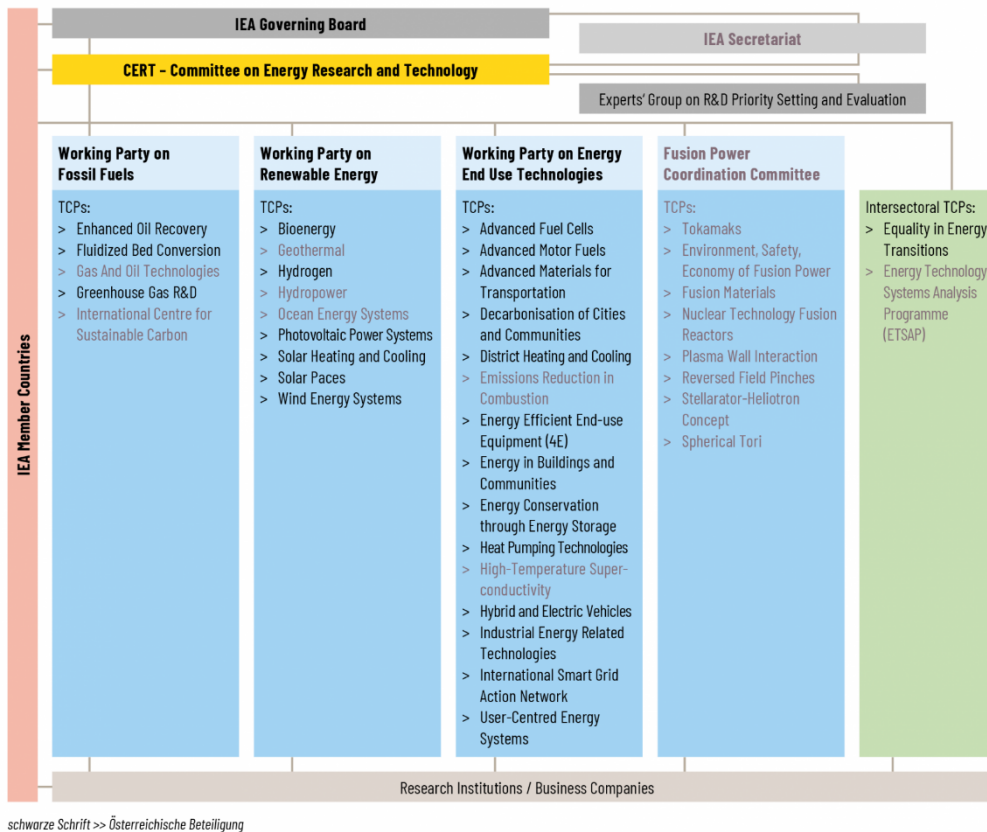 IEA Governing Board
IEA Secretariat
CERT – Committee on Energy Research and Technology
Experts' Group on R&D Priority Setting and Evaluation
IEA Member Countries
Working Party on
Fossil Fuels
TCPs:
> Enhanced Oil Recovery
> Fluidized Bed Conversion
> Gas And Oil Technologies
> Greenhouse Gas R&D
> International Centre for
Sustainable Carbon
Working Party on
Renewable Energy
TCPs:
> Bioenergy
> Geothermal
> Hydrogen
> Hydropower
> Ocean Energy Systems
> Photovoltaic Power Systems
> Solar Heating and Cooling
> Solar Paces
> Wind Energy Systems
Working Party on Energy
End Use Technologies
TCPs:
> Advanced Fuel Cells
> Advanced Motor Fuels
> Advanced Materials for
Transportation
> Decarbonisation of Cities
and Communities
> District Heating and Cooling
> Emissions Reduction in
Combustion
> Energy Efficient End-use
Equipment (4E)
> Energy in Buildings and
Communities
> Energy Conservation
through Energy Storage
> Heat Pumping Technologies
> High-Temperature Super-
conductivity
> Hybrid and Electric Vehicles
> Industrial Energy Related
Technologies
> International Smart Grid
Action Network
> User-Centred Energy
Systems
Fusion Power
Coordination Committee
TCPs:
> Tokamaks
> Environment, Safety,
Economy of Fusion Power
> Fusion Materials
> Nuclear Technology Fusion
Reactors
> Plasma Wall Interaction
> Reversed Field Pinches
> Stellarator-Heliotron
Concept
> Spherical Tori
Intersectoral TCPs:
> Equality in Energy
Transitions
> Energy Technology
Systems Analysis
Programme
(ETSAP)
Research Institutions / Business Companies
schwarze Schrift >> Österreichische Beteiligung